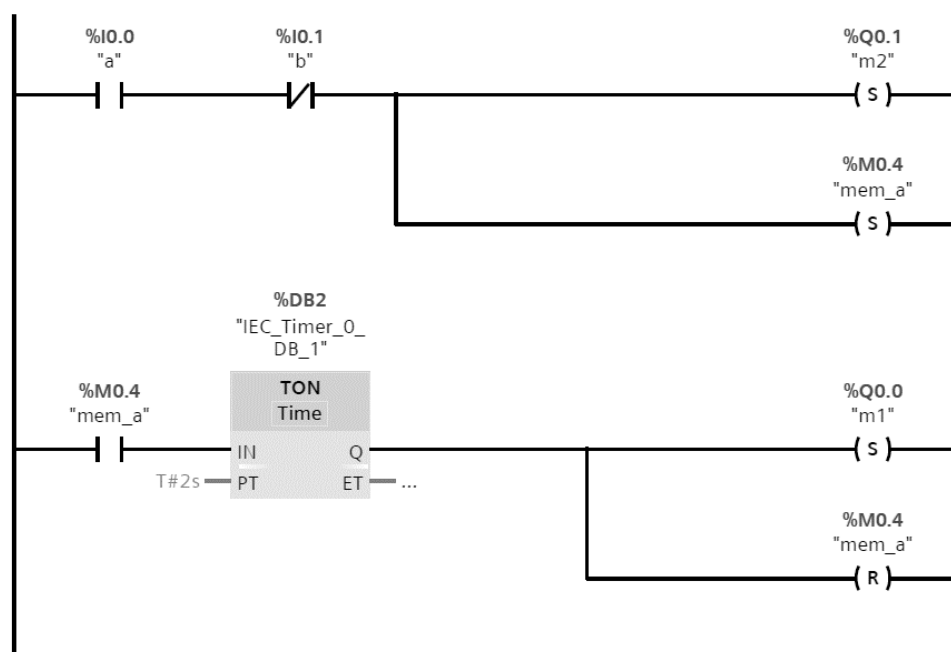 %I0.0
"a"
%I0.1
"b"
%Q0.1
"m2"
S
%M0.4
"mem_a"
S
%DB2
"IEC_Timer_0_
DB_1"
TON
Time
%M0.4
"mem_a"
IN
Q
T#2s
PT
ET
...
%Q0.0
"m1"
S
%M0.4
"mem_a"
R